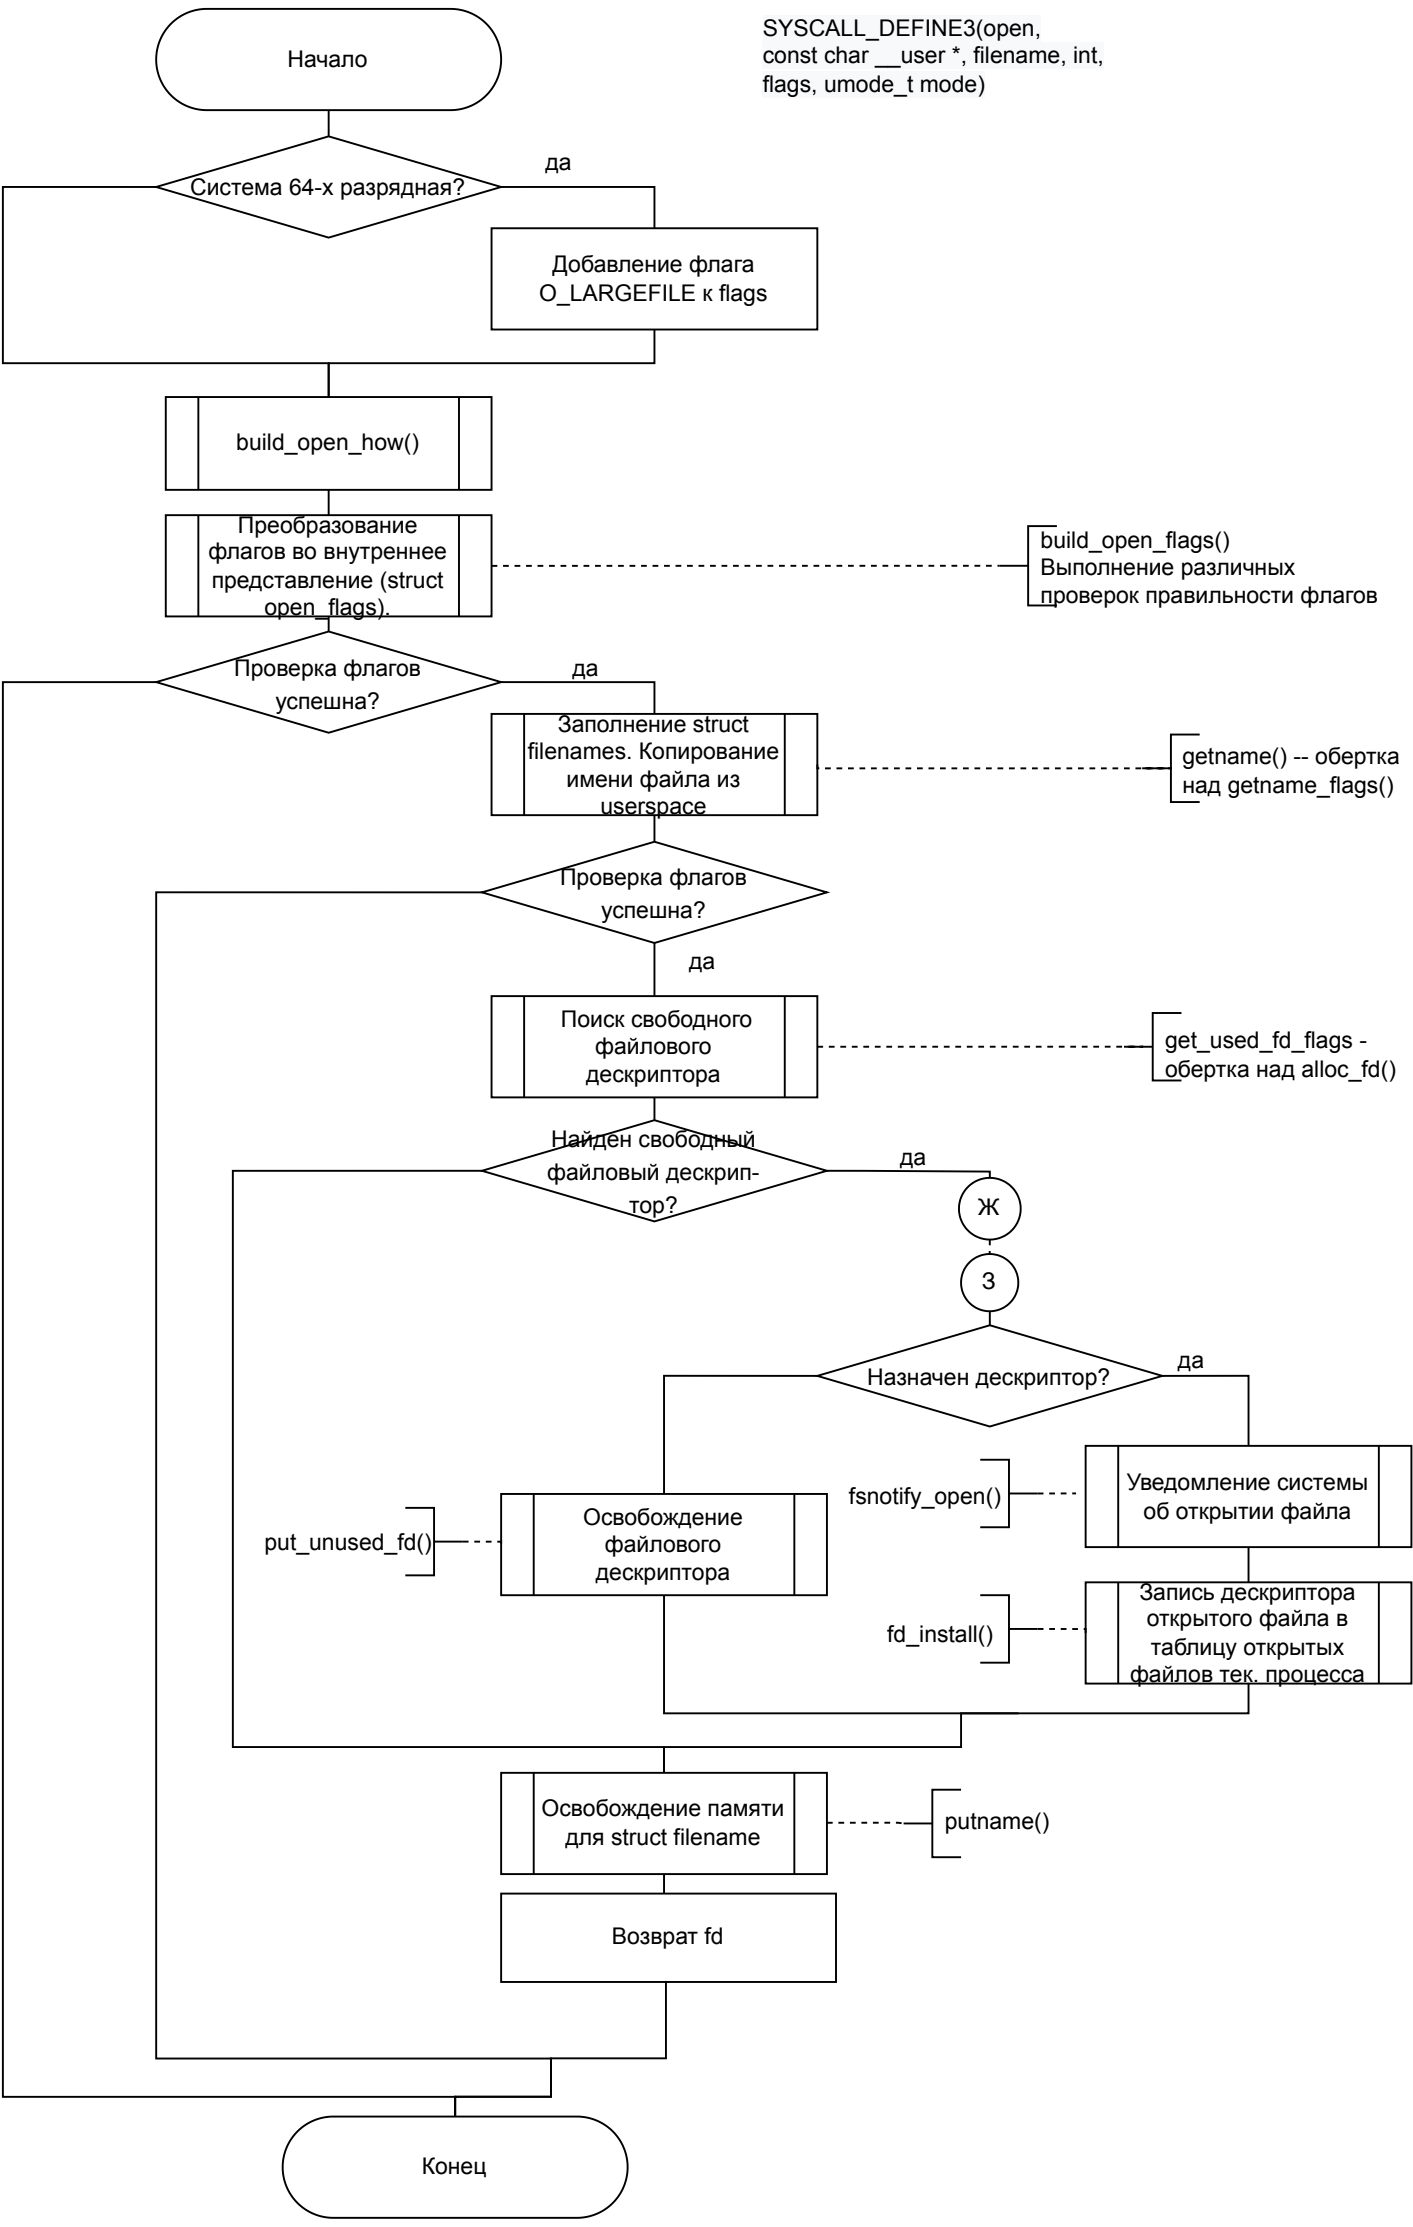 Начало
SYSCALL_DEFINE3(open,
const char __user *, filename, int,
flags, umode_t mode)
Система 64-х разрядная?
да
Добавление флага
O_LARGEFILE к flags
build_open_how()
Преобразование
флагов во внутреннее
представление (struct
open_flags).
build_open_flags()
Выполнение различных
проверок правильности флагов
Проверка флагов
успешна?
да
Заполнение struct
filenames. Копирование
имени файла из
userspace
getname() -- обертка
над getname_flags()
Проверка флагов
успешна?
да
Поиск свободного
файлового
дескриптора
get_used_fd_flags -
обертка над alloc_fd()
Найден свободный
файловый дескрип-
тор?
да
Ж
З
Назначен дескриптор?
да
Уведомление системы
об открытии файла
fsnotify_open()
Освобождение
файлового
дескриптора
put_unused_fd()
Запись дескриптора
открытого файла в
таблицу открытых
файлов тек. процесса
fd_install()
Освобождение памяти
для struct filename
putname()
Возврат fd
Конец